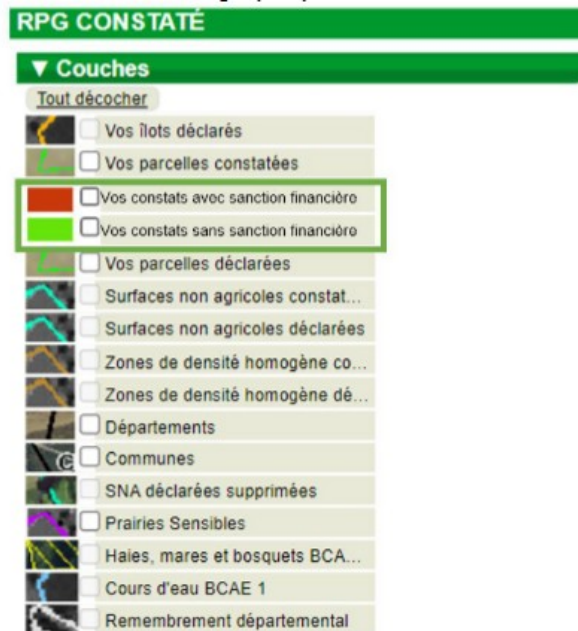 RPG CONSTATÉ
▼ Couches
Tout décocher
Vos îlots déclarés
Vos parcelles constatées
Vos constats avec sanction financière
Vos constats sans sanction financière
Vos parcelles déclarées
Surfaces non agricoles constat...
Surfaces non agricoles déclarées
Zones de densité homogène co...
Zones de densité homogène dé...
Départements
C Communes
SNA déclarées supprimées
Prairies Sensibles
Haies, mares et bosquets BCA...
Cours d'eau BCAE 1
Remembrement départemental